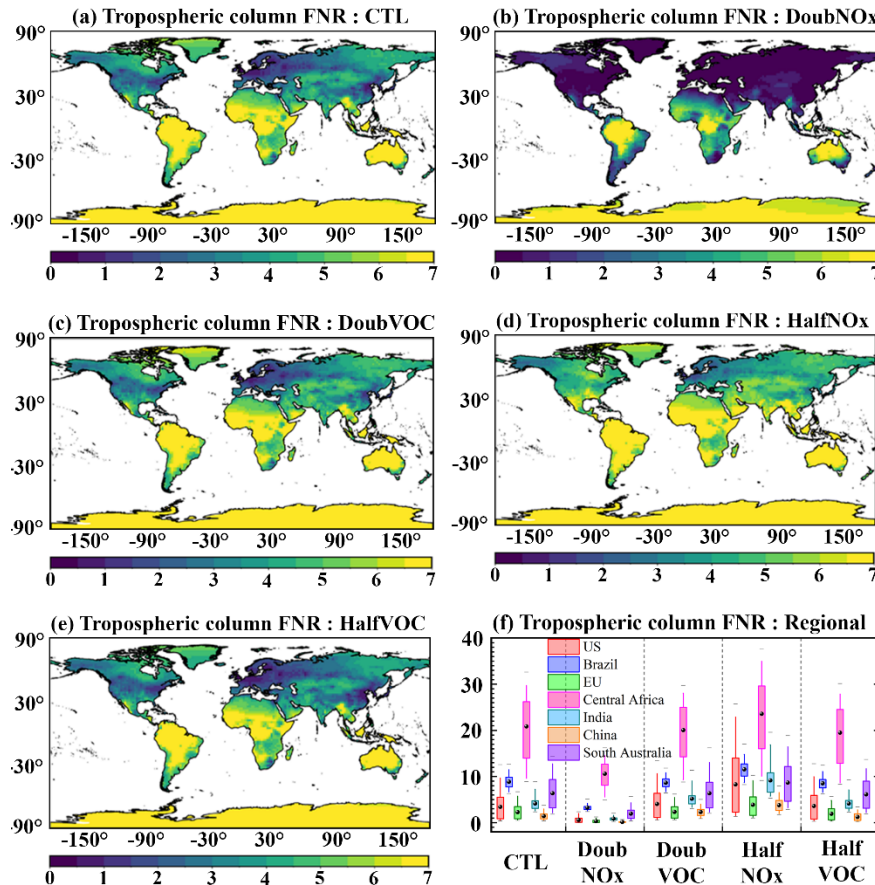 (a) Tropospheric column FNR : CTL
90°
30°
-30°
-90°
-150° -90° -30° 30° 90° 150°
0 1 2 3 4 5 6 7
(b) Tropospheric column FNR : DoubNOx
90°
30°
-30°
-90°
-150° -90° -30° 30° 90° 150°
0 1 2 3 4 5 6 7
(c) Tropospheric column FNR : DoubVOC
90°
30°
-30°
-90°
-150° -90° -30° 30° 90° 150°
0 1 2 3 4 5 6 7
(d) Tropospheric column FNR : HalfNOx
90°
30°
-30°
-90°
-150° -90° -30° 30° 90° 150°
0 1 2 3 4 5 6 7
(e) Tropospheric column FNR : HalfVOC
90°
30°
-30°
-90°
-150° -90° -30° 30° 90° 150°
0 1 2 3 4 5 6 7
(f) Tropospheric column FNR : Regional
40
30
20
10
0
US
Brazil
EU
Central Africa
India
China
South Australia
CTL Doub Doub Half Half
NOx VOC NOx VOC